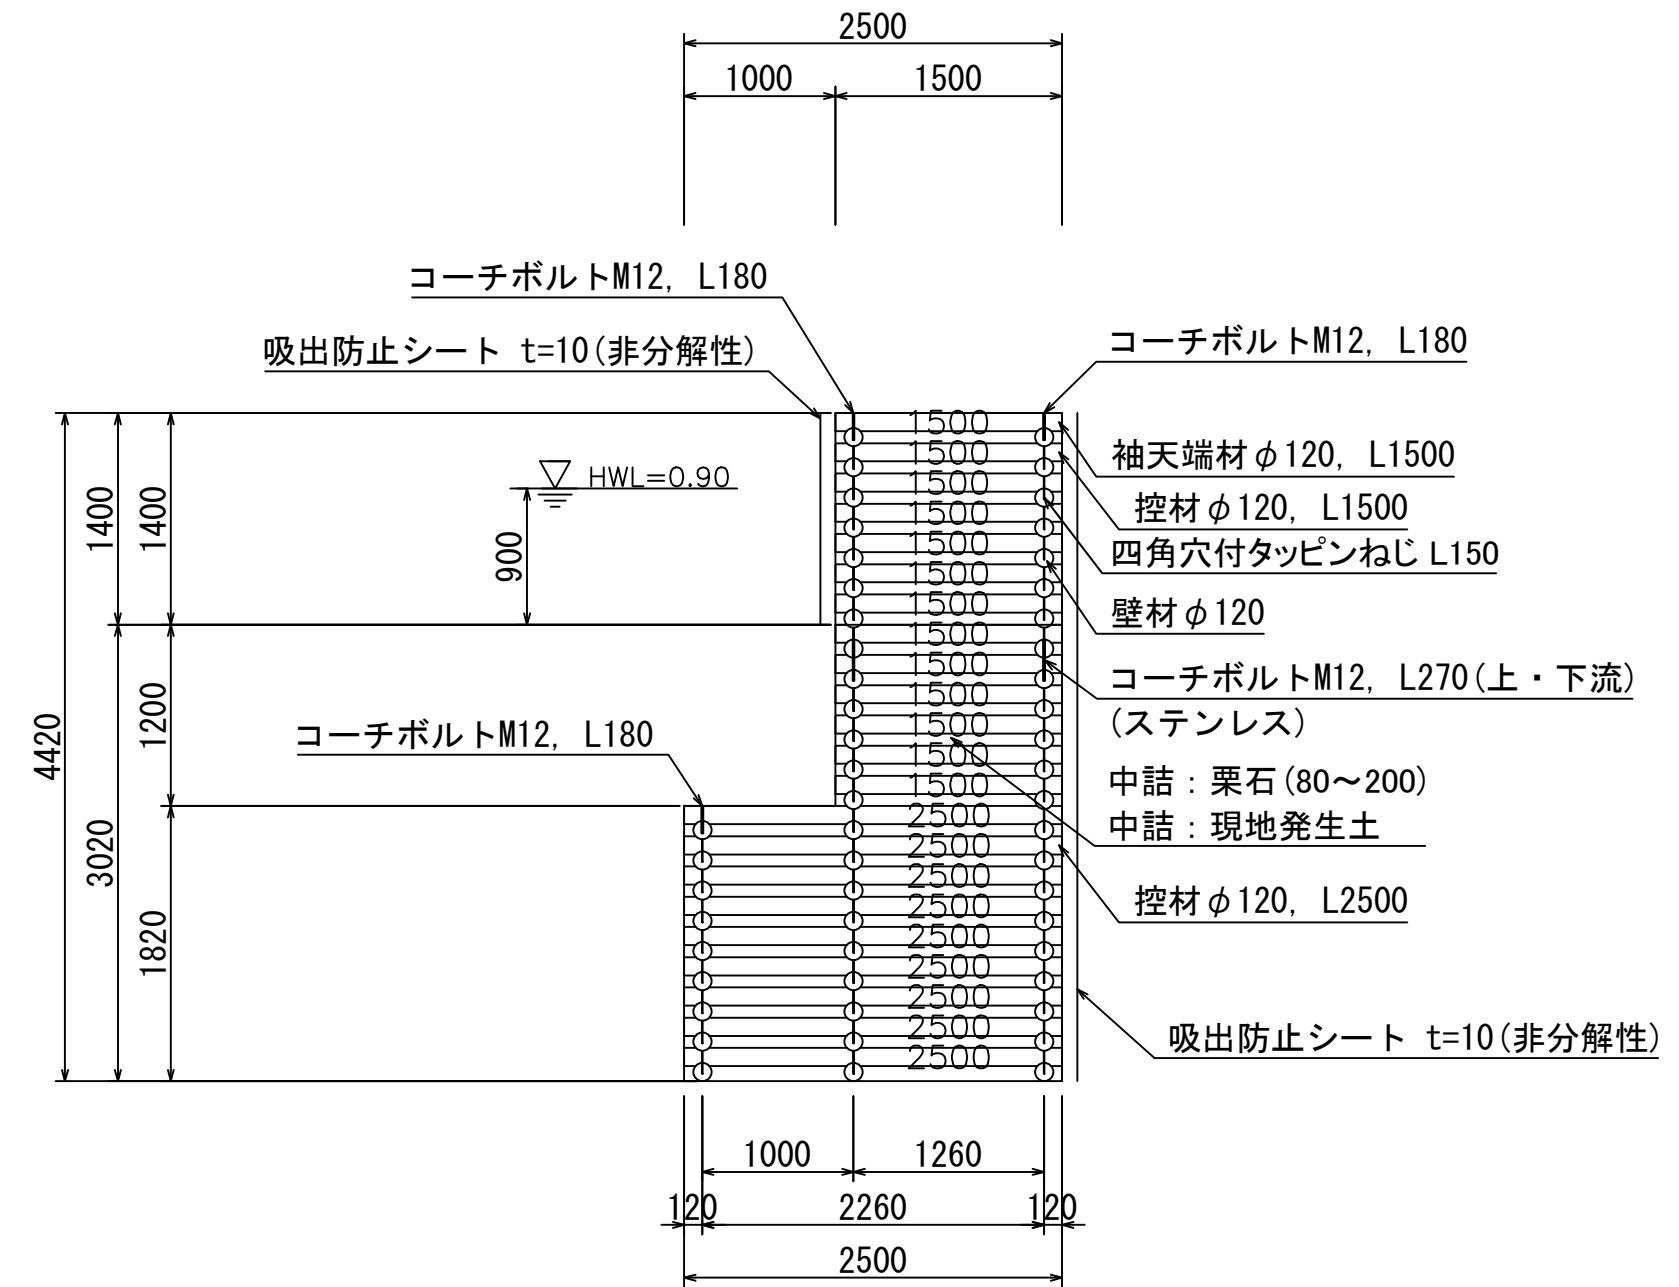 2500
1000
1500
コーチボルトM12, L180
吸出防止シート t=10(非分解性)
コーチボルトM12, L180
袖天端材φ120, L1500
控材φ120, L1500
四角穴付タッピンねじ L150
壁材φ120
コーチボルトM12, L270(上・下流)
(ステンレス)
中詰：栗石(80～200)
中詰：現地発生土
控材φ120, L2500
吸出防止シート t=10(非分解性)
HWL=0.90
900
コーチボルトM12, L180
4420
1400
3020
1400
1200
1820
1500
1500
1500
1500
1500
1500
1500
1500
1500
1500
1500
1500
1500
2500
2500
2500
2500
2500
2500
2500
2500
2500
1000
1260
120
2260
120
2500